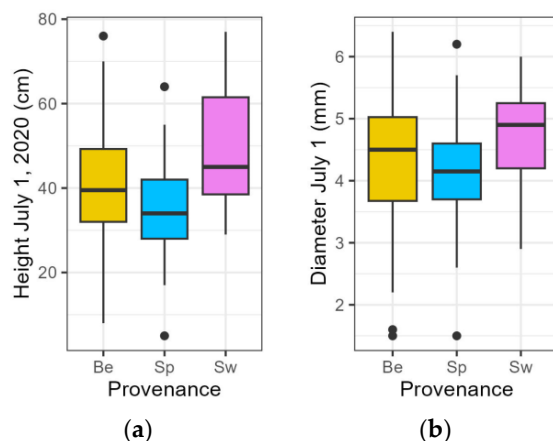 Height July 1, 2020 (cm)
80
60
40
20
Be Sp Sw
Provenance
(a)
Diameter July 1 (mm)
6
5
4
3
2
Be Sp Sw
Provenance
(b)